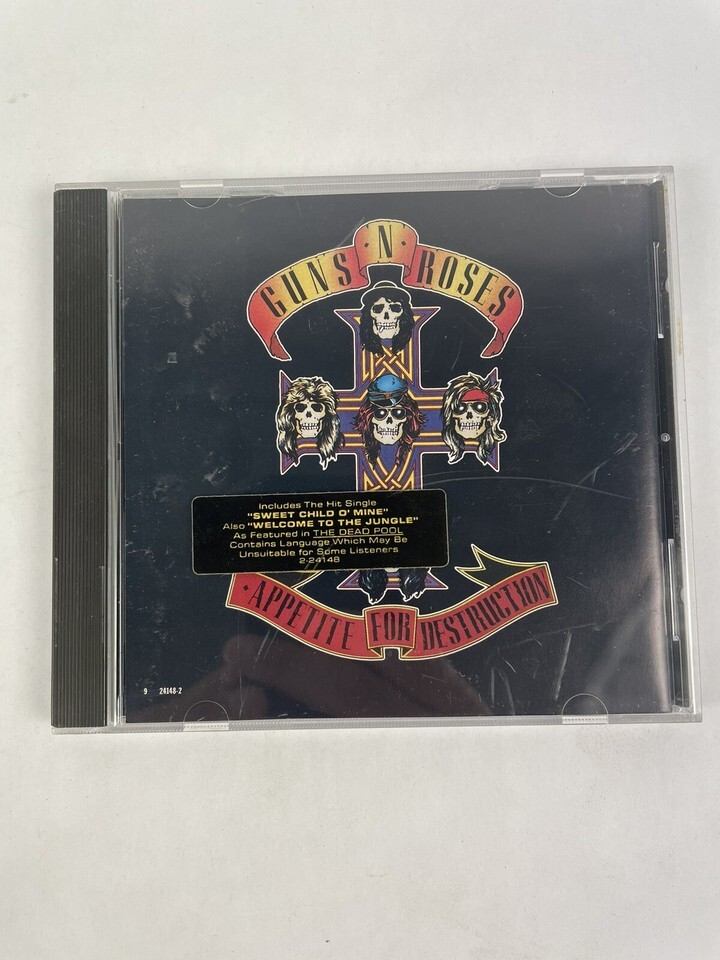 GUNS N' ROSES
Includes The Hit Single
"SWEET CHILD O' MINE"
Also "WELCOME TO THE JUNGLE"
As Featured in THE DEAD POOL
Contains Language Which May Be
Unsuitable for Some Listeners
2-24148
·APPETITE FOR DESTRUCTION
9 24148-2